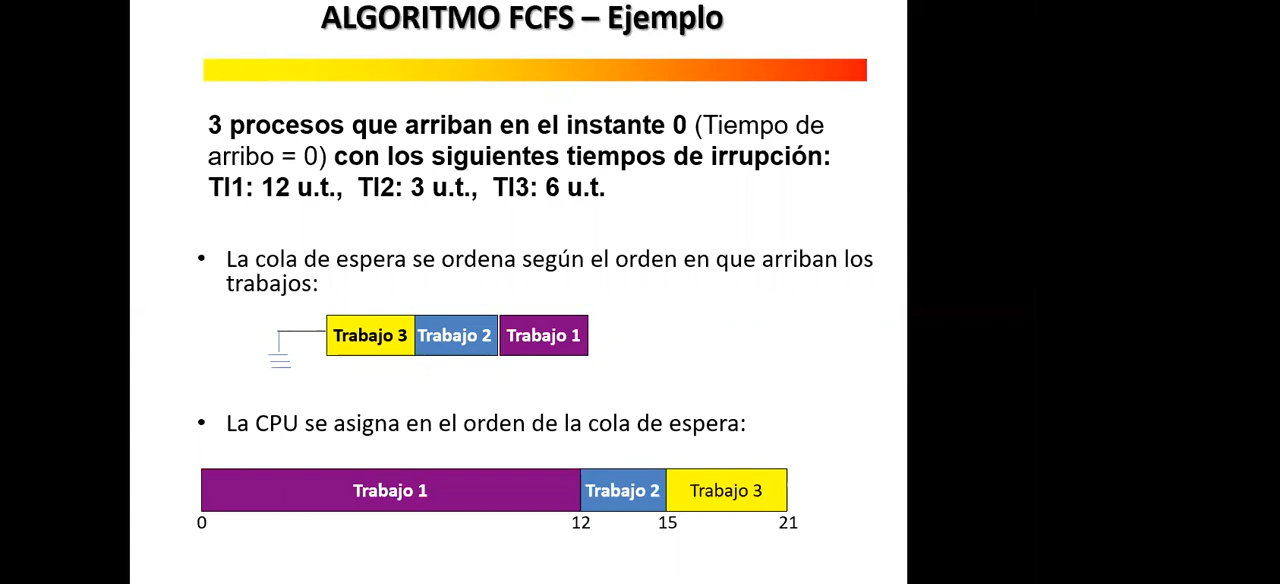 ALGORITMO FCFS – Ejemplo
3 procesos que arriban en el instante 0 (Tiempo de
arribo = 0) con los siguientes tiempos de irrupción:
TI1: 12 u.t.,  TI2: 3 u.t.,  TI3: 6 u.t.
• La cola de espera se ordena según el orden en que arriban los
trabajos:
Trabajo 3 Trabajo 2 Trabajo 1
• La CPU se asigna en el orden de la cola de espera:
Trabajo 1 Trabajo 2 Trabajo 3
0 12 15 21